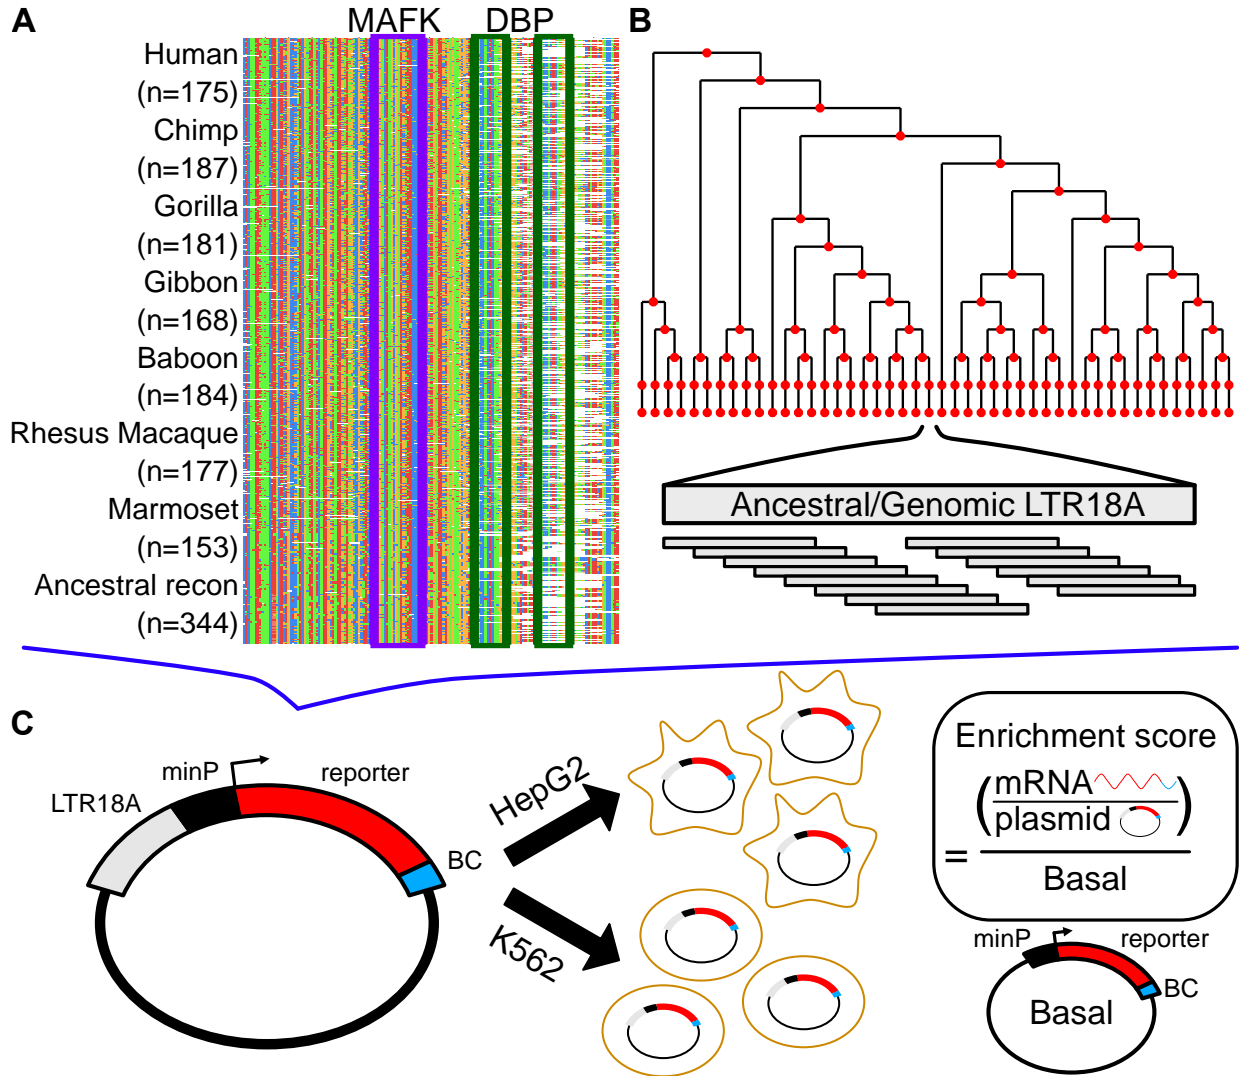 A
MAFK
DBP
Human
(n=175)
Chimp
(n=187)
Gorilla
(n=181)
Gibbon
(n=168)
Baboon
(n=184)
Rhesus Macaque
(n=177)
Marmoset
(n=153)
Ancestral recon
(n=344)
B
Ancestral/Genomic LTR18A
C
LTR18A
minP
reporter
BC
HepG2
K562
Enrichment score
= (mRNA
plasmid)
Basal
minP
reporter
BC
Basal